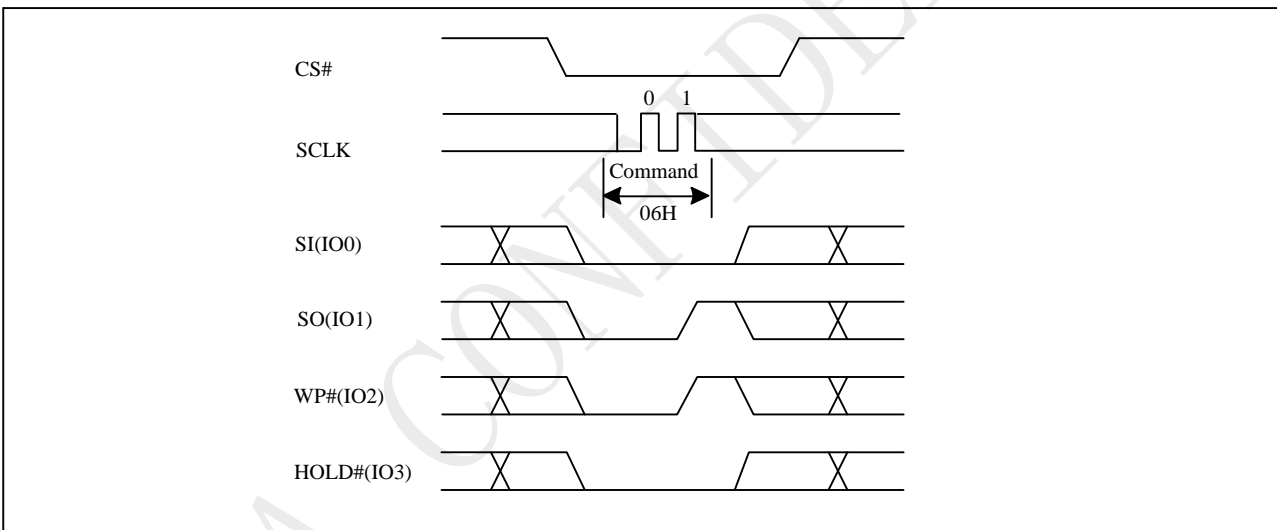 CS#
0 1
SCLK
Command
06H
SI(IO0)
SO(IO1)
WP#(IO2)
HOLD#(IO3)